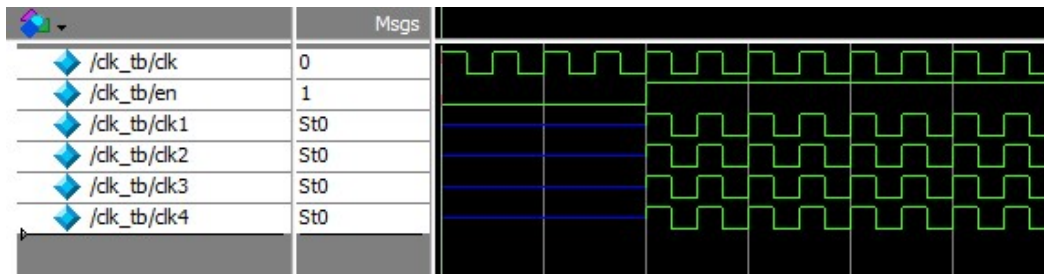 Msgs
/clk_tb/clk 0
/clk_tb/en 1
/clk_tb/clk1 St0
/clk_tb/clk2 St0
/clk_tb/clk3 St0
/clk_tb/clk4 St0